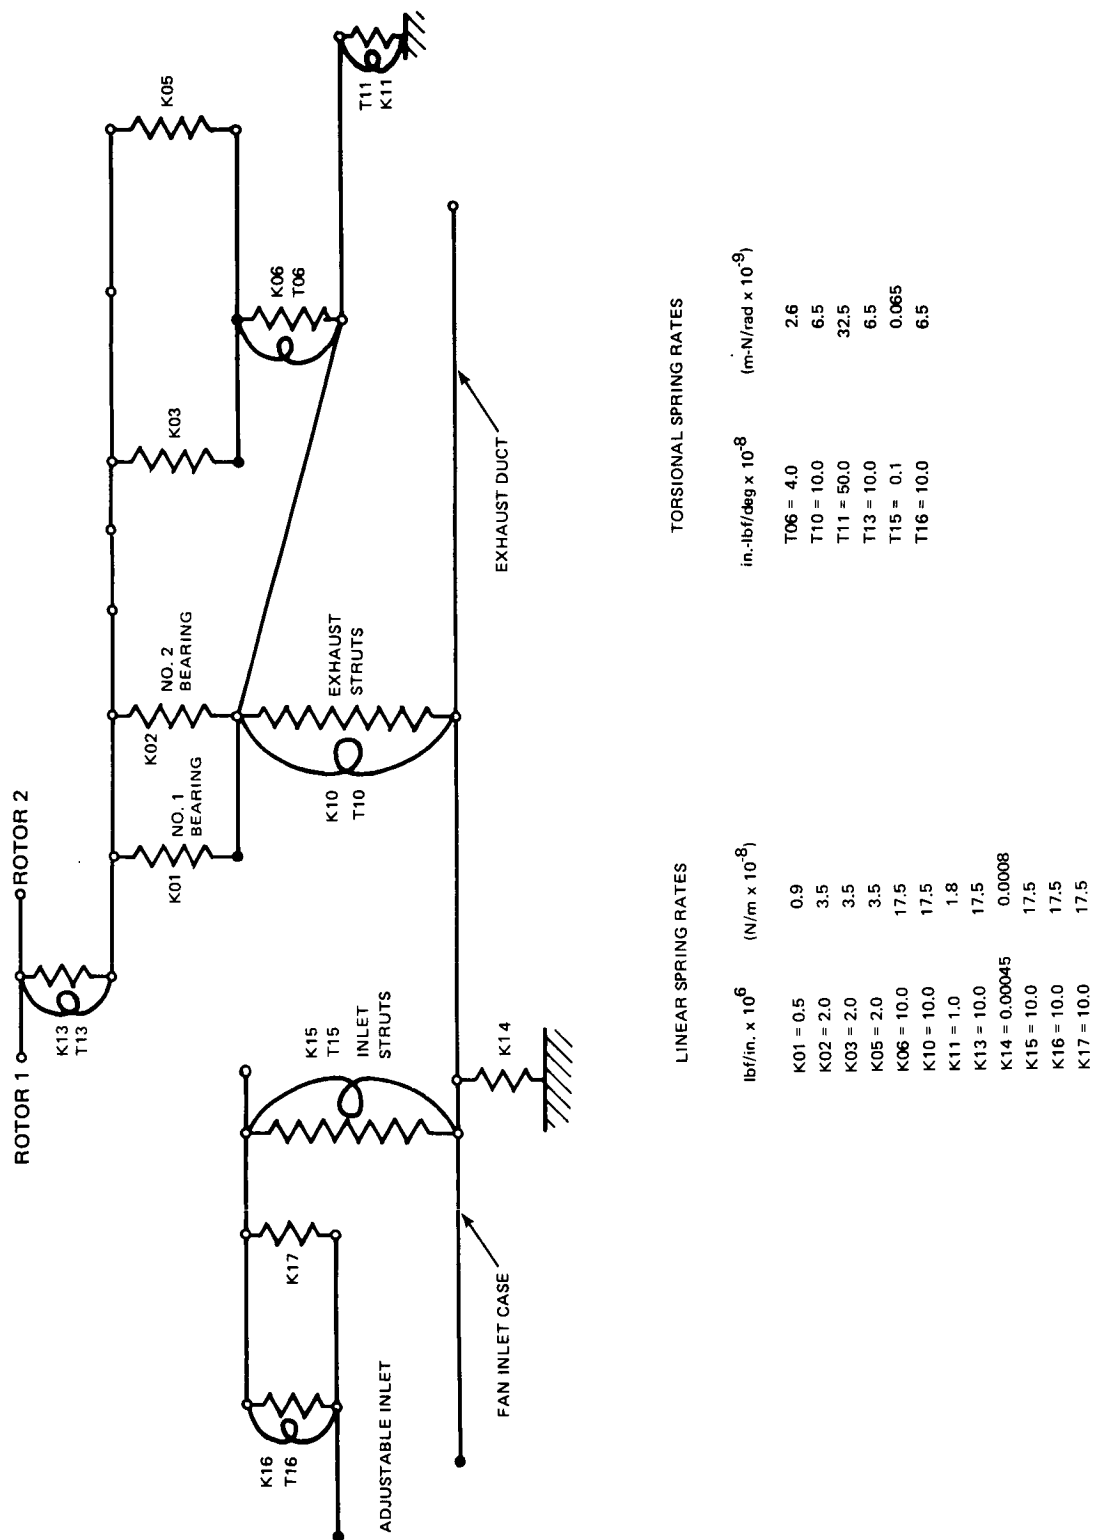 ROTOR 1
ROTOR 2
K13
T13
K01
NO. 1
BEARING
K02
NO. 2
BEARING
K03
K05
K06
T06
T11
K11
K10
T10
EXHAUST
STRUTS
K15
T15
INLET
STRUTS
K14
K17
K16
T16
ADJUSTABLE INLET
FAN INLET CASE
EXHAUST DUCT
LINEAR SPRING RATES
lbf/in. x 10⁶ (N/m x 10⁻⁸)
K01 = 0.5 0.9
K02 = 2.0 3.5
K03 = 2.0 3.5
K05 = 2.0 3.5
K06 = 10.0 17.5
K10 = 10.0 17.5
K11 = 1.0 1.8
K13 = 10.0 17.5
K14 = 0.00045 0.0008
K15 = 10.0 17.5
K16 = 10.0 17.5
K17 = 10.0 17.5
TORSIONAL SPRING RATES
in.-lbf/deg x 10⁻⁸ (m-N/rad x 10⁻⁹)
T06 = 4.0 2.6
T10 = 10.0 6.5
T11 = 50.0 32.5
T13 = 10.0 6.5
T15 = 0.1 0.065
T16 = 10.0 6.5